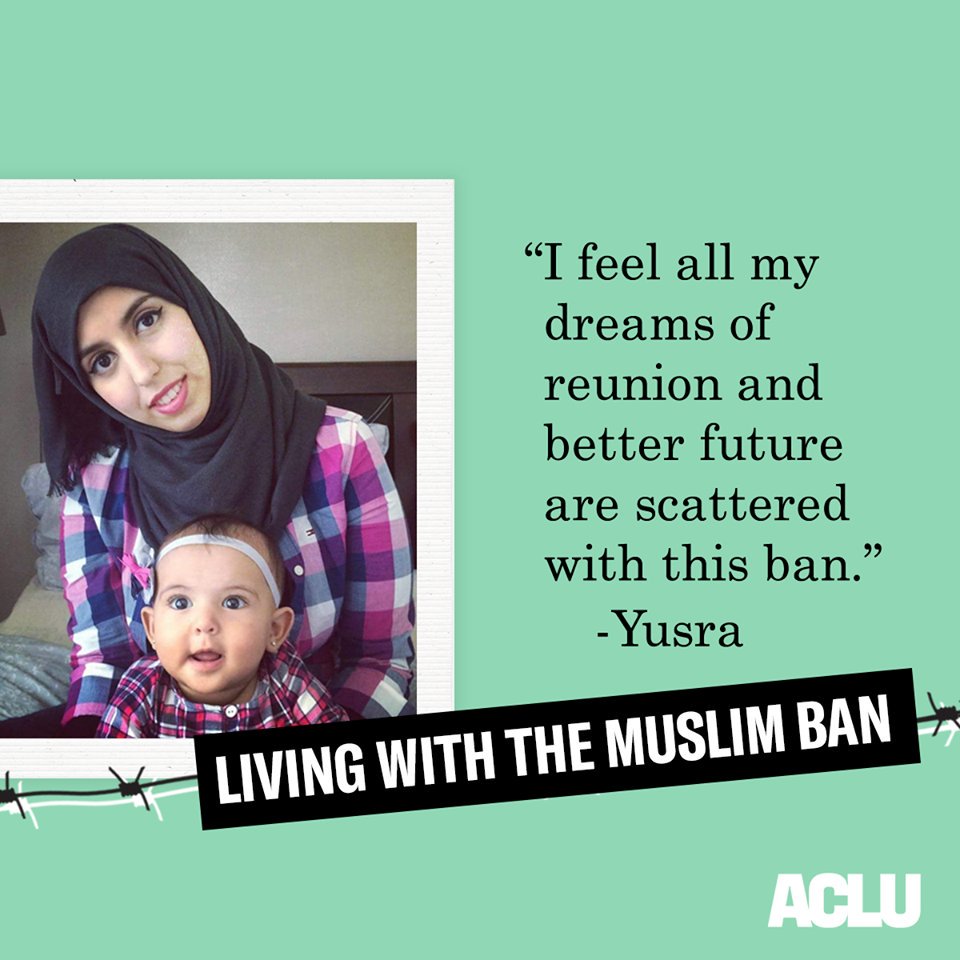 “I feel all my
dreams of
reunion and
better future
are scattered
with this ban.”
-Yusra
LIVING WITH THE MUSLIM BAN
ACLU